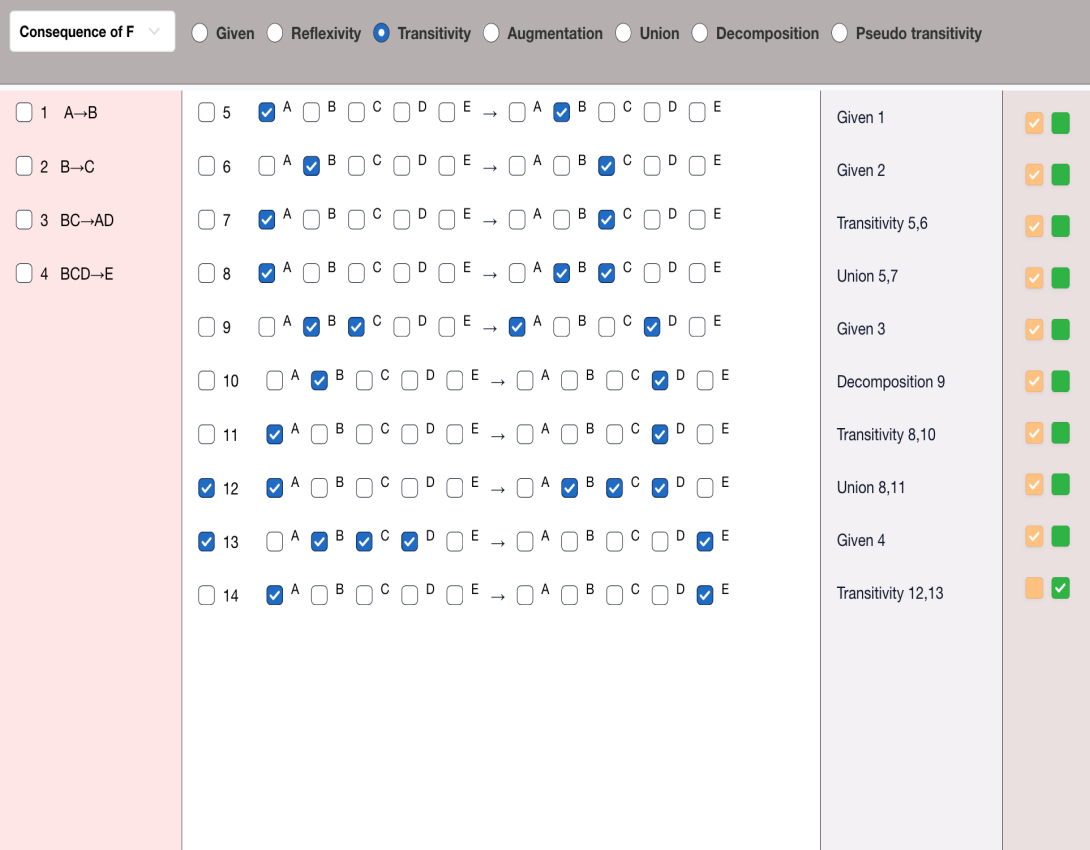 Consequence of F Given Reflexivity Transitivity Augmentation Union Decomposition Pseudo transitivity
1 A→B 5 A B C D E → A B C D E Given 1
2 B→C 6 A B C D E → A B C D E Given 2
3 BC→AD 7 A B C D E → A B C D E Transitivity 5,6
4 BCD→E 8 A B C D E → A B C D E Union 5,7
9 A B C D E → A B C D E Given 3
10 A B C D E → A B C D E Decomposition 9
11 A B C D E → A B C D E Transitivity 8,10
12 A B C D E → A B C D E Union 8,11
13 A B C D E → A B C D E Given 4
14 A B C D E → A B C D E Transitivity 12,13